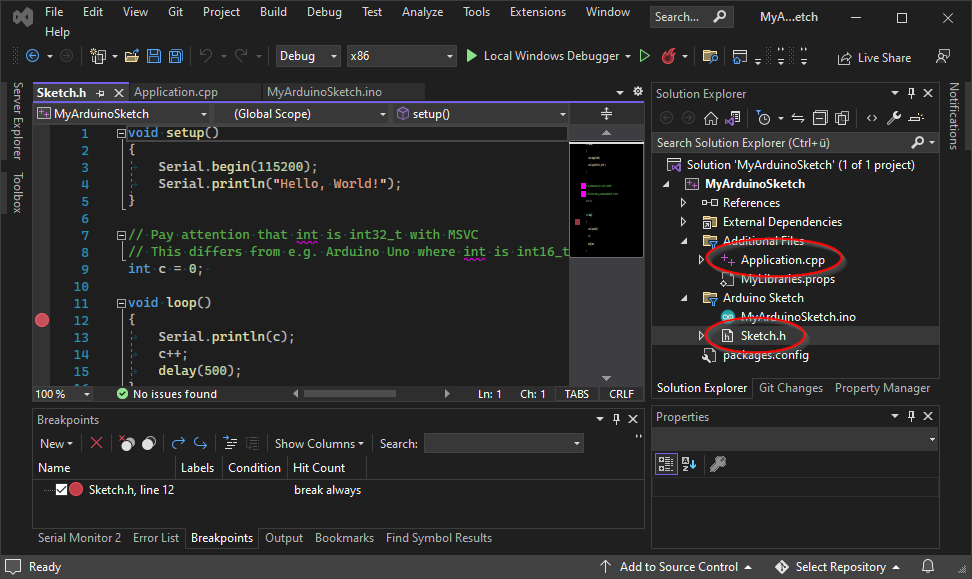 File Edit View Git Project Build Debug Test Analyze Tools Extensions Window Search... MyA...etch
Help
Debug x86 Local Windows Debugger Live Share
Server Explorer
Toolbox
Sketch.h Application.cpp MyArduinoSketch.ino
MyArduinoSketch (Global Scope) setup()
1 void setup()
2 {
3 Serial.begin(115200);
4 Serial.println("Hello, World!");
5 }
6
7 // Pay attention that int is int32_t with MSVC
8 // This differs from e.g. Arduino Uno where int is int16_t
9 int c = 0;
10
11 void loop()
12 {
13 Serial.println(c);
14 c++;
15 delay(500);
100 % No issues found Ln: 1 Ch: 1 TABS CRLF
Breakpoints
New Show Columns Search:
Name Labels Condition Hit Count
Sketch.h, line 12 break always
Serial Monitor 2 Error List Breakpoints Output Bookmarks Find Symbol Results
Solution Explorer
Search Solution Explorer (Ctrl+ü)
Solution 'MyArduinoSketch' (1 of 1 project)
MyArduinoSketch
References
External Dependencies
Additional Files
Application.cpp
MyLibraries.props
Arduino Sketch
MyArduinoSketch.ino
Sketch.h
packages.config
Solution Explorer Git Changes Property Manager
Properties
Notifications
Ready Add to Source Control Select Repository